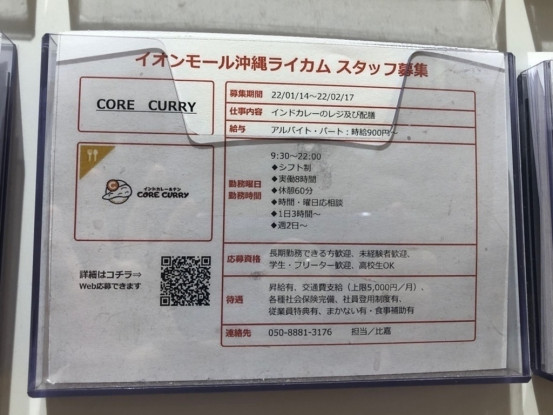 イオンモール沖縄ライカム スタッフ募集
CORE CURRY
インドカレー&ナン
CORE CURRY
詳細はコチラ⇒
Web応募できます
募集期間 22/01/14～22/02/17
仕事内容 インドカレーのレジ及び配膳
給与 アルバイト・パート：時給900円～
勤務曜日
勤務時間
9:30～22:00
◆シフト制
◆実働8時間
◆休憩60分
◆時間・曜日応相談
◆1日3時間～
◆週2日～
応募資格 長期勤務できる方歓迎、未経験者歓迎、
学生・フリーター歓迎、高校生OK
待遇 昇給有、交通費支給（上限5,000円／月）、
各種社会保険完備、社員登用制度有、
従業員特典有、まかない有・食事補助有
連絡先 050-8881-3176 担当／比嘉